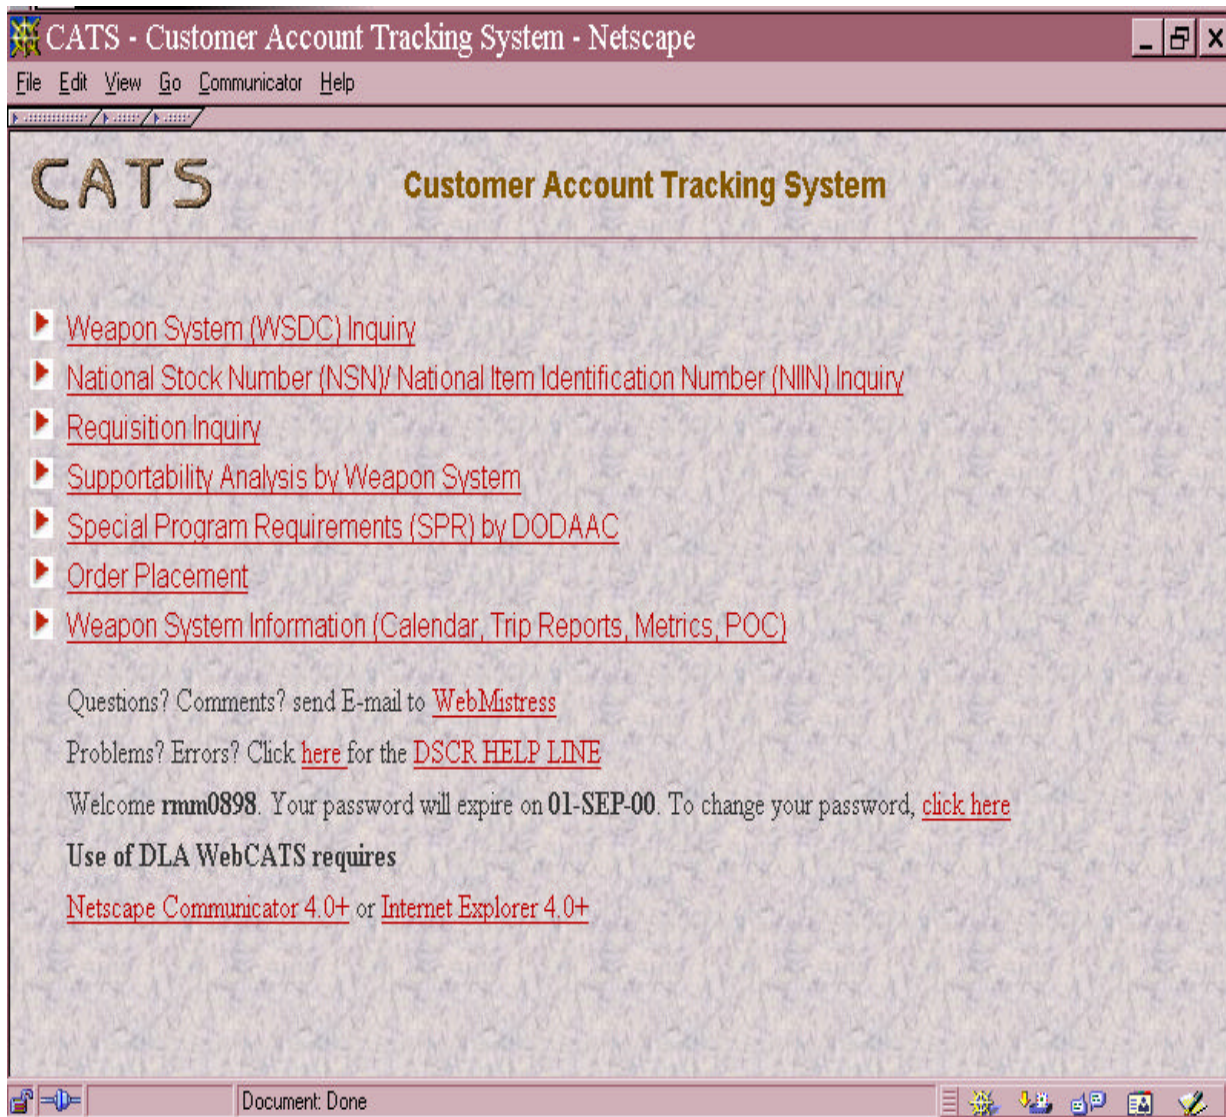 CATS - Customer Account Tracking System - Netscape
File Edit View Go Communicator Help
CATS Customer Account Tracking System
Weapon System (WSDC) Inquiry
National Stock Number (NSN)/ National Item Identification Number (NIIN) Inquiry
Requisition Inquiry
Supportability Analysis by Weapon System
Special Program Requirements (SPR) by DODAAC
Order Placement
Weapon System Information (Calendar, Trip Reports, Metrics, POC)
Questions? Comments? send E-mail to WebMistress
Problems? Errors? Click here for the DSCR HELP LINE
Welcome rmm0898. Your password will expire on 01-SEP-00. To change your password, click here
Use of DLA WebCATS requires
Netscape Communicator 4.0+ or Internet Explorer 4.0+
Document: Done